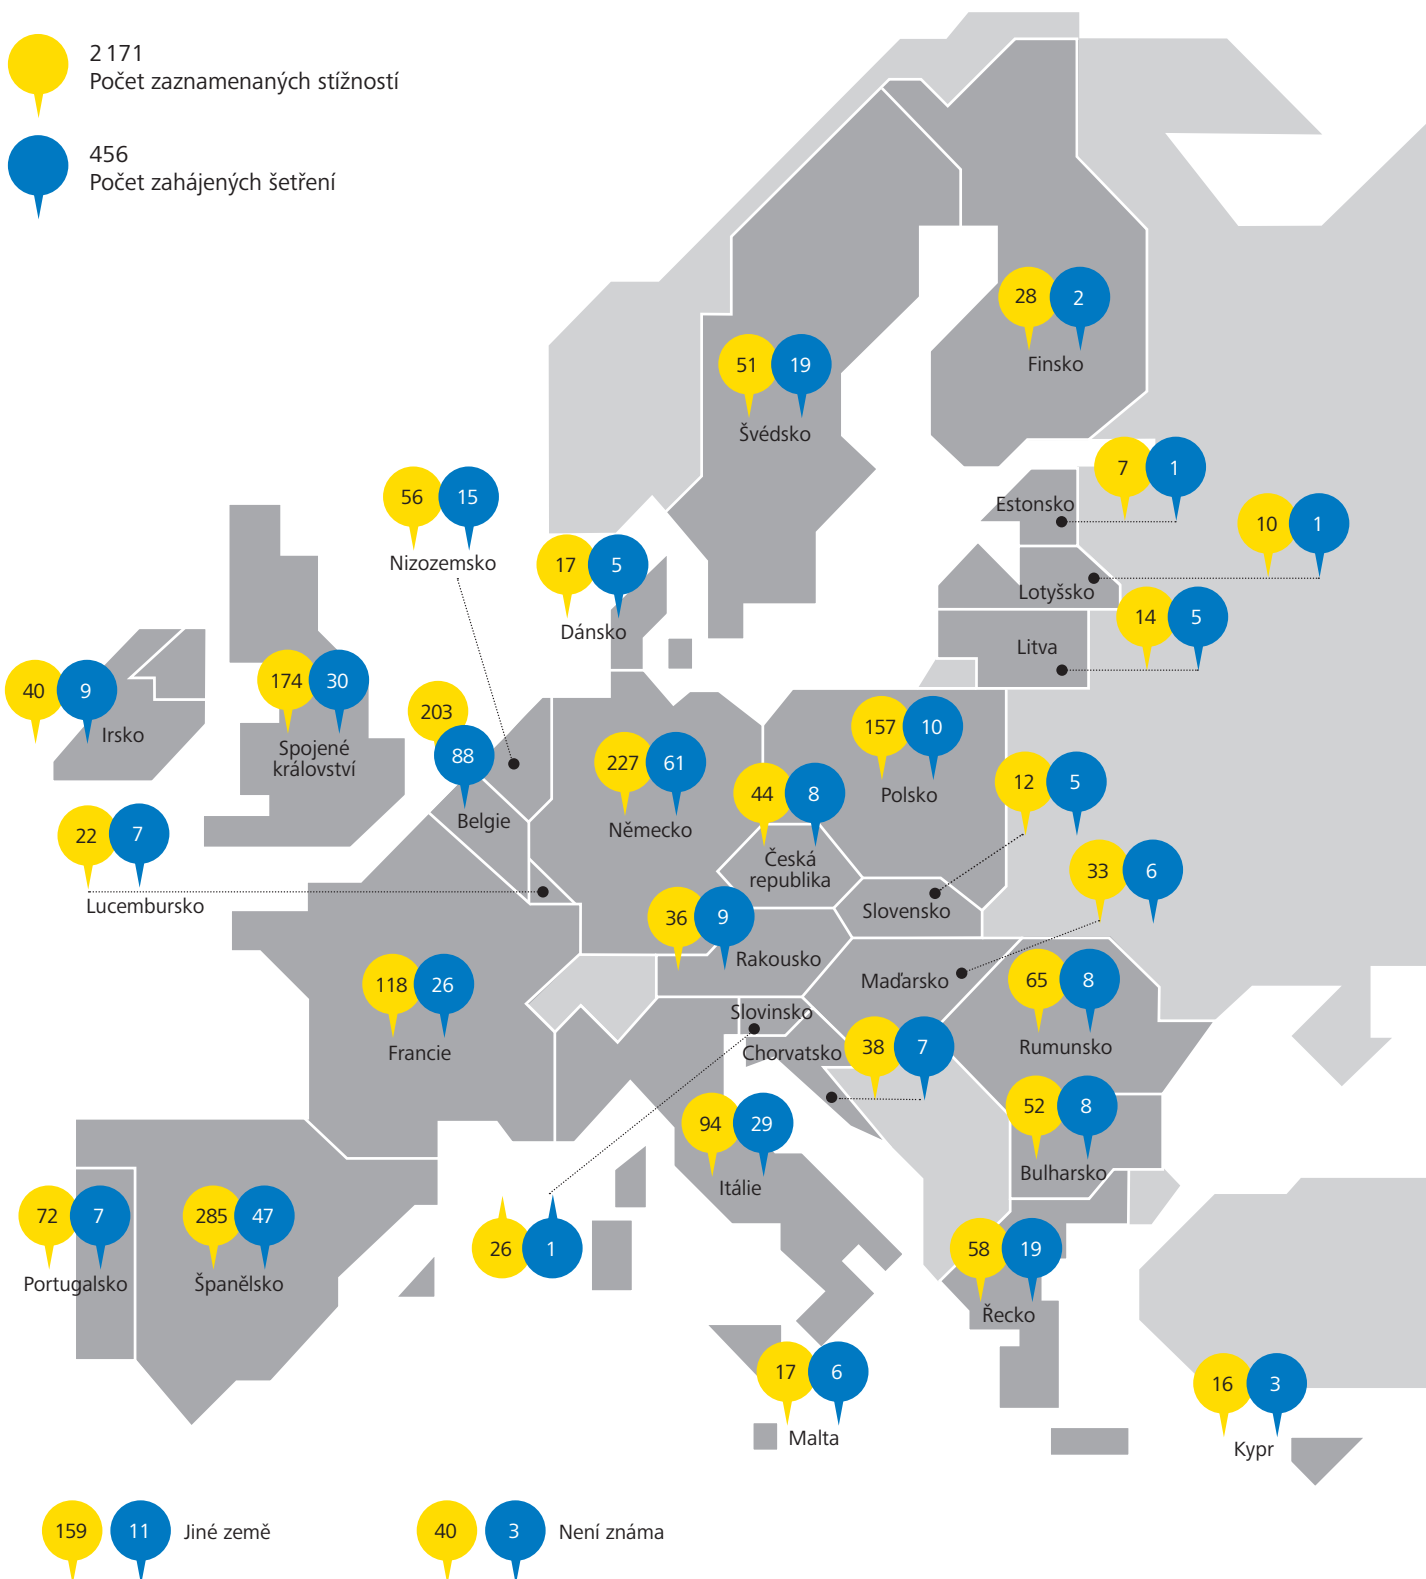 2 171
Počet zaznamenaných stížností
456
Počet zahájených šetření
28 2
Finsko
51 19
Švédsko
7 1
Estonsko
56 15
Nizozemsko
10 1
Lotyšsko
17 5
Dánsko
14 5
Litva
40 9
Irsko
174 30
Spojené
království
203
88
Belgie
227 61
Německo
157 10
Polsko
44 8
Česká
republika
12 5
Slovensko
22 7
Lucembursko
33 6
Maďarsko
36 9
Rakousko
118 26
Francie
65 8
Rumunsko
Slovinsko
Chorvatsko
38 7
52 8
Bulharsko
94 29
Itálie
72 7
Portugalsko
285 47
Španělsko
26 1
58 19
Řecko
17 6
Malta
16 3
Kypr
159 11 Jiné země
40 3 Není známa